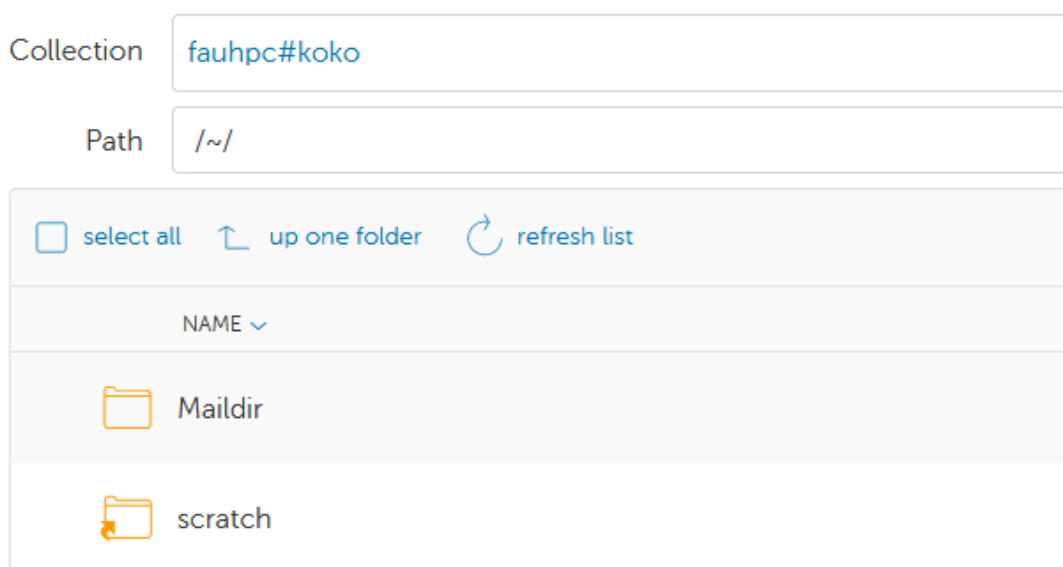 Collection fauhpc#koko
Path /~/
select all up one folder refresh list
NAME
Maildir
scratch